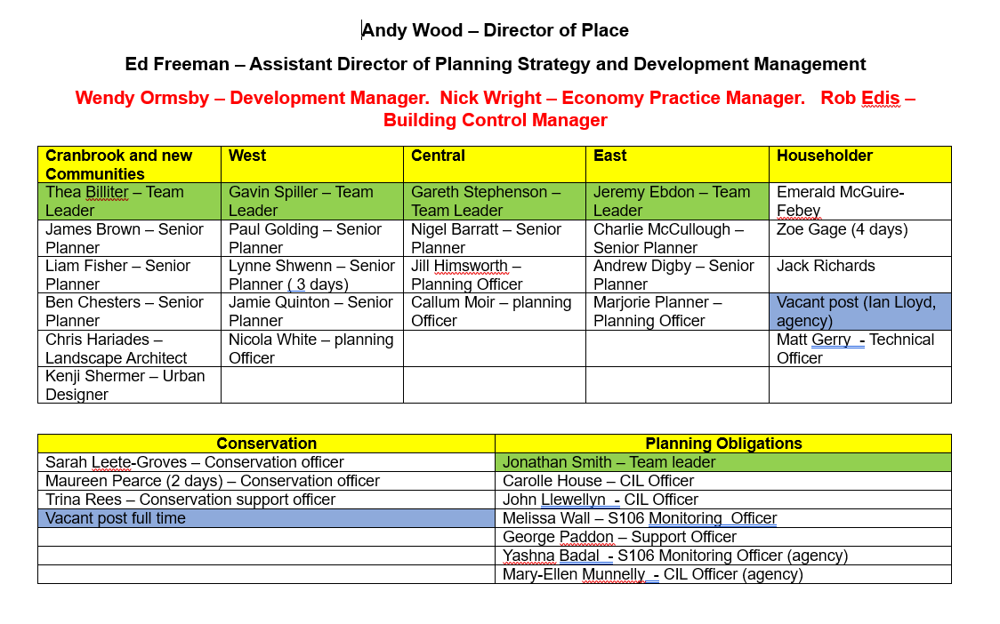 Andy Wood – Director of Place
Ed Freeman – Assistant Director of Planning Strategy and Development Management
Wendy Ormsby – Development Manager.  Nick Wright – Economy Practice Manager.   Rob Edis –
Building Control Manager
Cranbrook and new
Communities
West
Central
East
Householder
Thea Billiter – Team
Leader
Gavin Spiller – Team
Leader
Gareth Stephenson –
Team Leader
Jeremy Ebdon – Team
Leader
Emerald McGuire-
Febey
James Brown – Senior
Planner
Paul Golding – Senior
Planner
Nigel Barratt – Senior
Planner
Charlie McCullough –
Senior Planner
Zoe Gage (4 days)
Liam Fisher – Senior
Planner
Lynne Shwenn – Senior
Planner ( 3 days)
Jill Himsworth –
Planning Officer
Andrew Digby – Senior
Planner
Jack Richards
Ben Chesters – Senior
Planner
Jamie Quinton – Senior
Planner
Callum Moir – planning
Officer
Marjorie Planner –
Planning Officer
Vacant post (Ian Lloyd,
agency)
Chris Hariades –
Landscape Architect
Nicola White – planning
Officer
Matt Gerry  - Technical
Officer
Kenji Shermer – Urban
Designer
Conservation
Planning Obligations
Sarah Leete-Groves – Conservation officer
Jonathan Smith – Team leader
Maureen Pearce (2 days) – Conservation officer
Carolle House – CIL Officer
Trina Rees – Conservation support officer
John Llewellyn  - CIL Officer
Vacant post full time
Melissa Wall – S106 Monitoring  Officer
George Paddon – Support Officer
Yashna Badal  - S106 Monitoring Officer (agency)
Mary-Ellen Munnelly  - CIL Officer (agency)